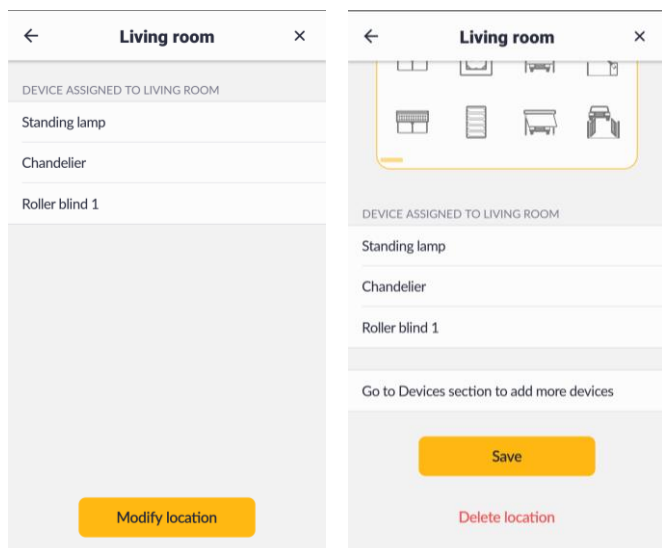 Living room
DEVICE ASSIGNED TO LIVING ROOM
Standing lamp
Chandelier
Roller blind 1
Modify location
Living room
DEVICE ASSIGNED TO LIVING ROOM
Standing lamp
Chandelier
Roller blind 1
Go to Devices section to add more devices
Save
Delete location